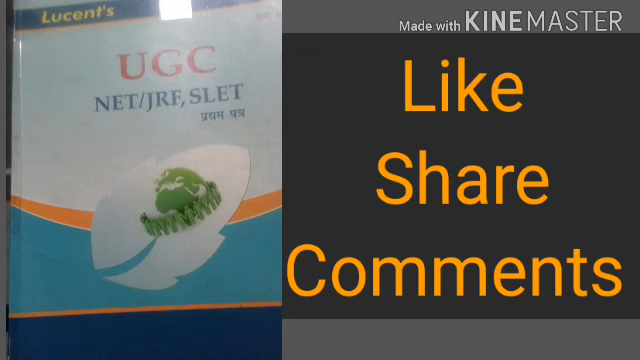 Lucent's
UGC
NET/JRF, SLET
प्रथम पत्र
Made with KINEMASTER
Like
Share
Comments